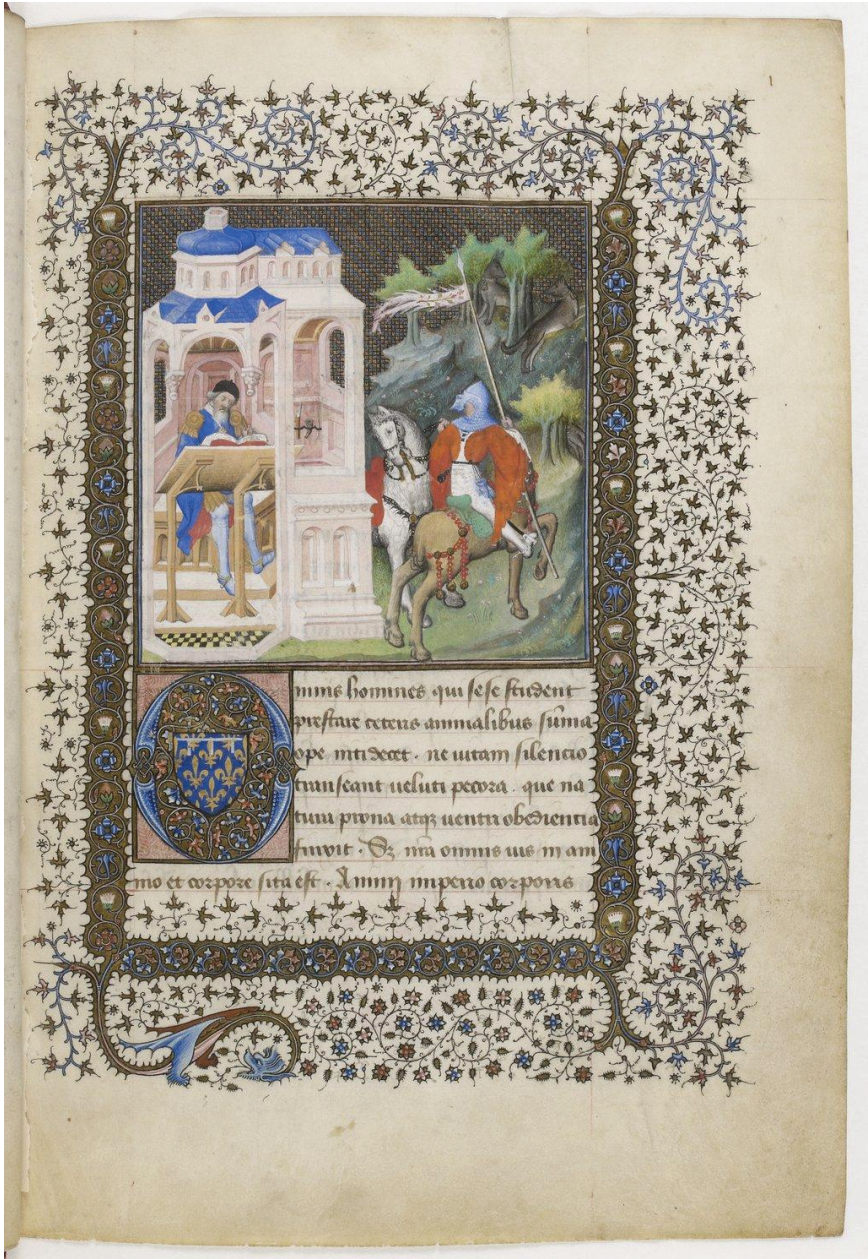 Omnis homines qui sese student
prestare ceteris animalibus suma
ope niti decet . ne uitam silencio
transeant ueluti pecora . que na
tura prona atqz uentri obediencia
finxit . Sz nra omnis uis in ani
mo et corpore sita est . Animi imperio corporis